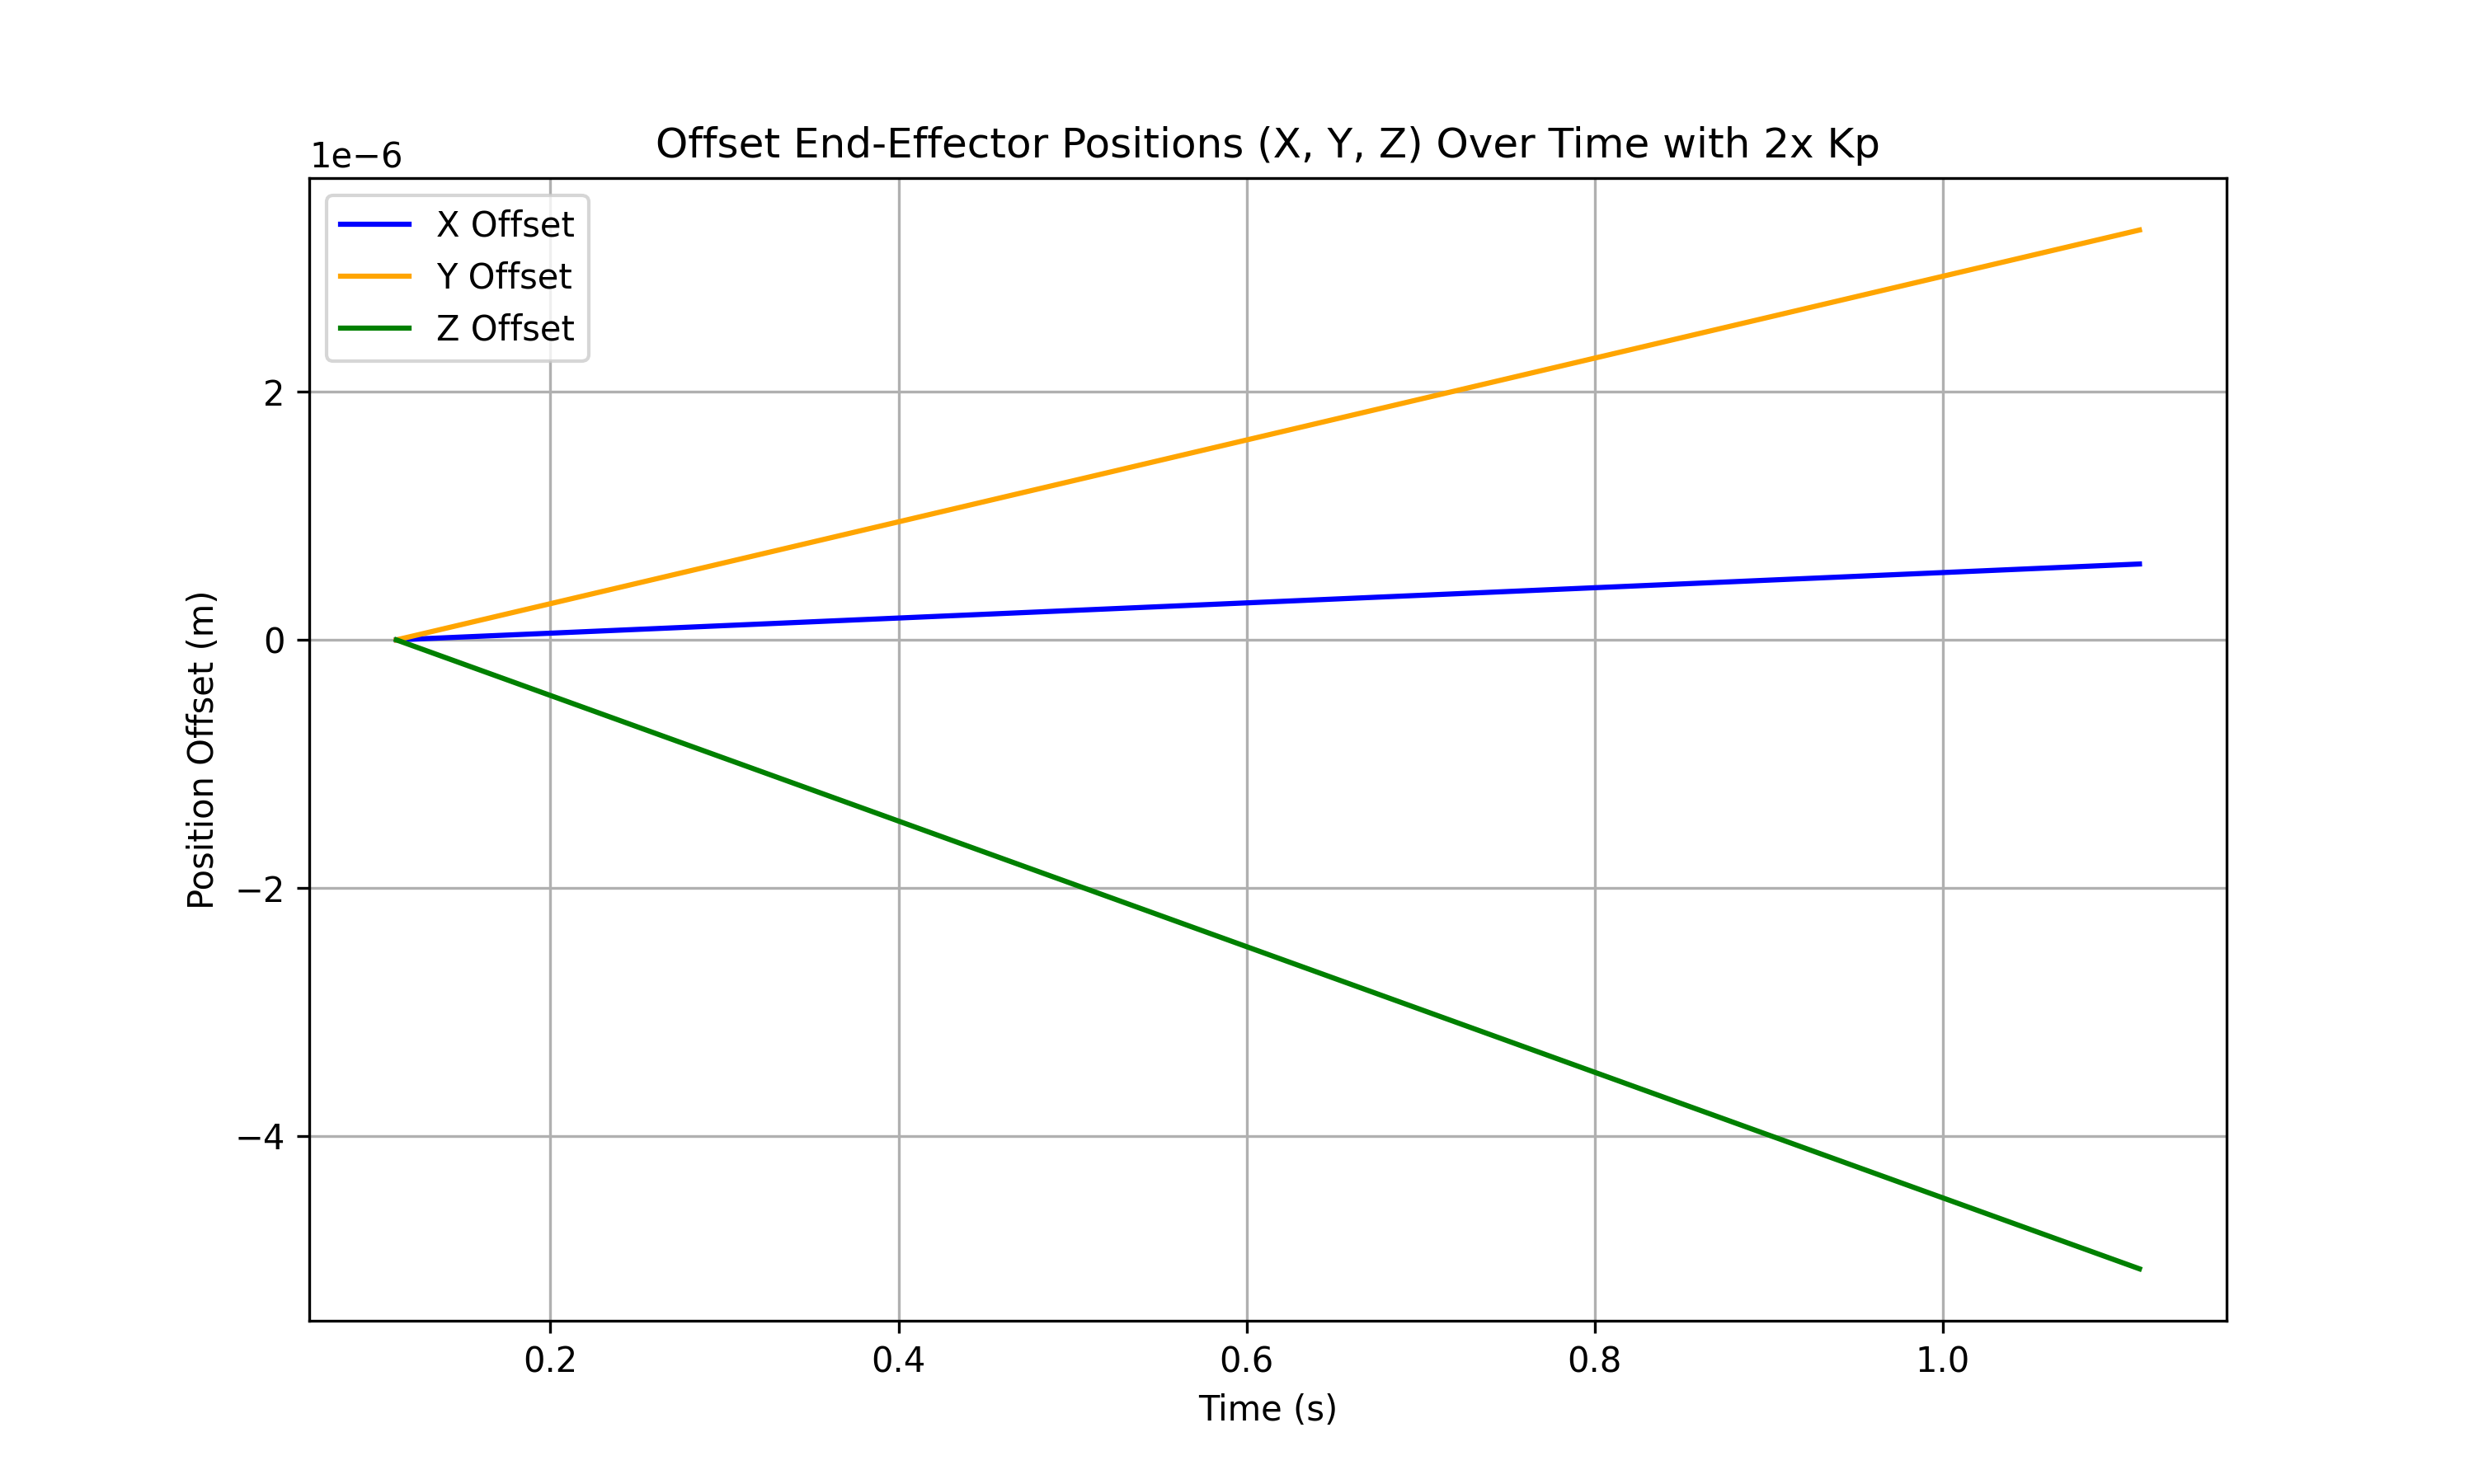 Offset End-Effector Positions (X, Y, Z) Over Time with 2x Kp
1e−6
X Offset
Y Offset
Z Offset
2
0
−2
−4
Position Offset (m)
0.2
0.4
0.6
0.8
1.0
Time (s)